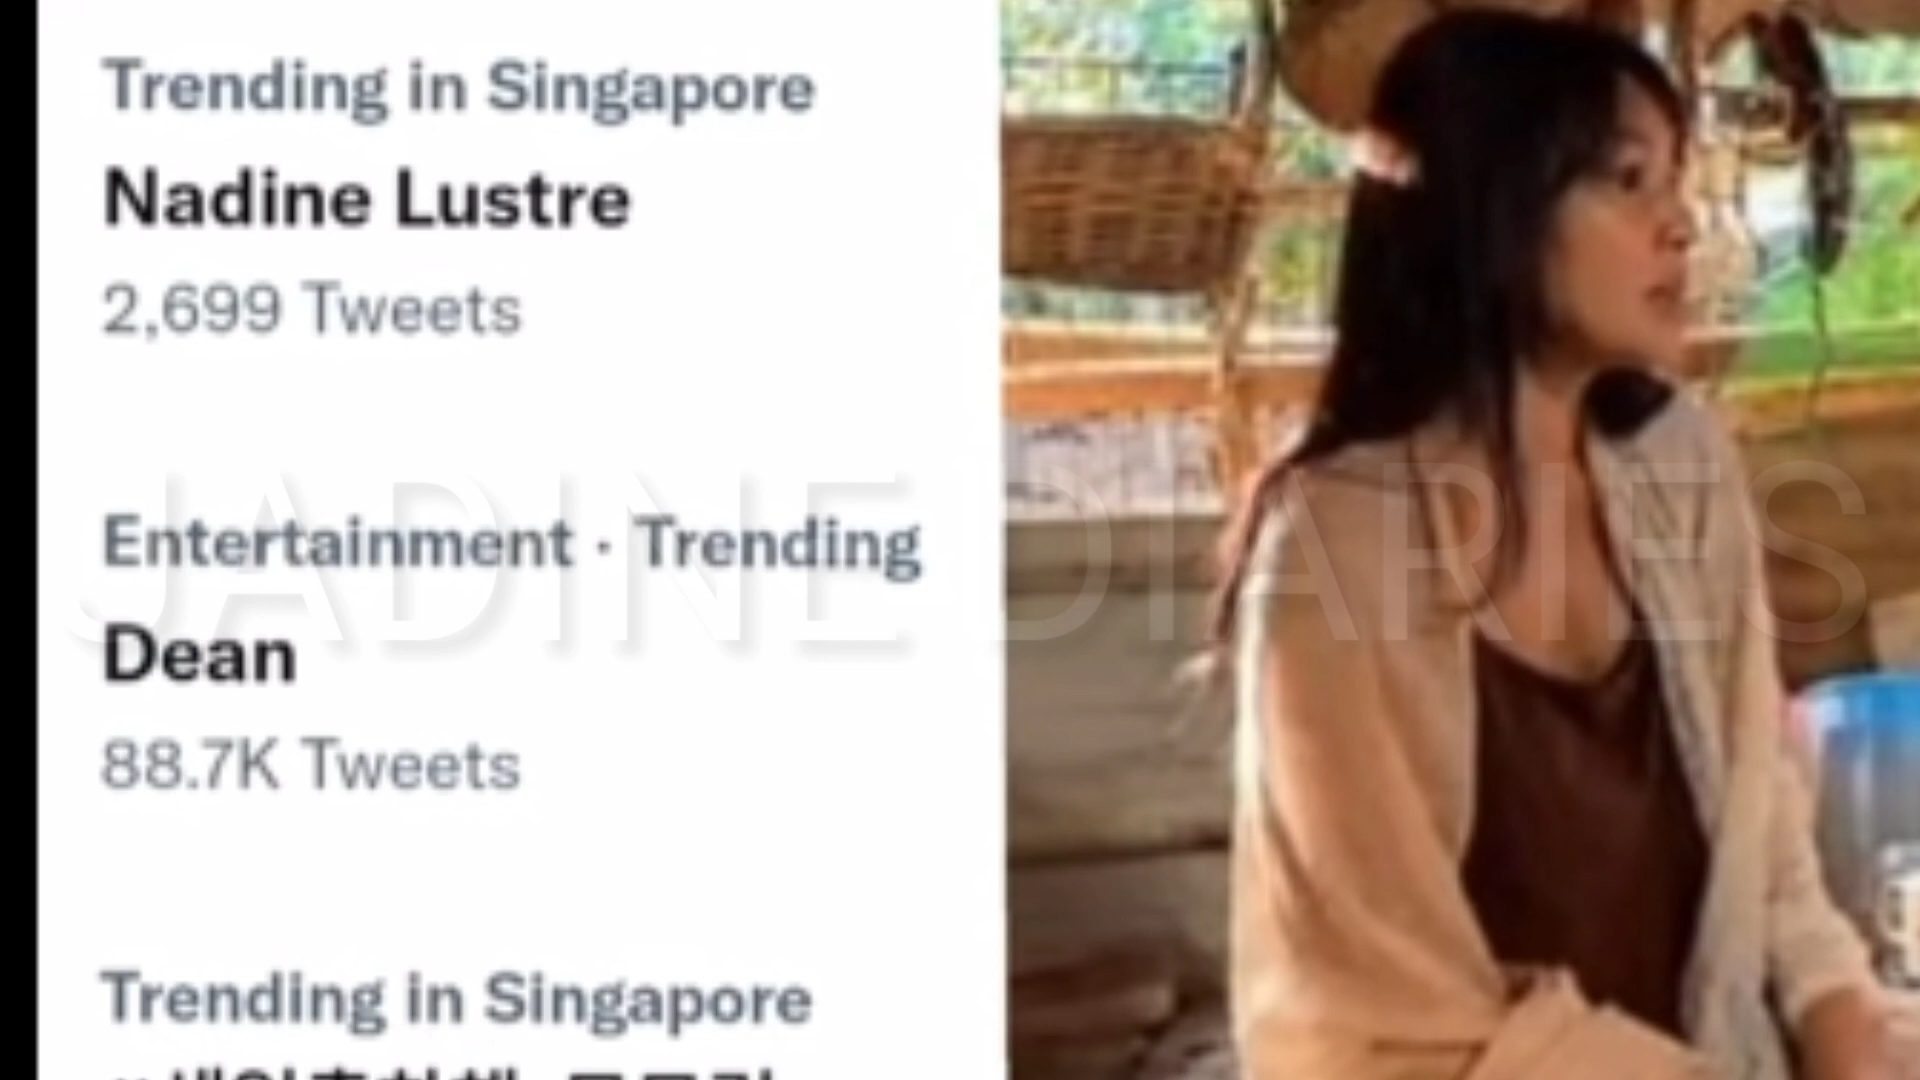 Trending in Singapore
Nadine Lustre
2,699 Tweets
JADINE DIARIES
Entertainment · Trending
Dean
88.7K Tweets
Trending in Singapore